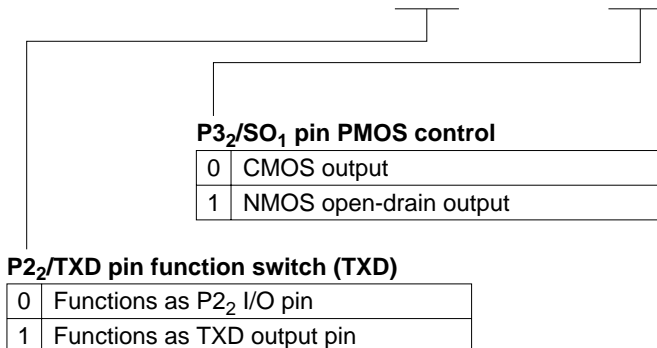 P3₂/SO₁ pin PMOS control
0 CMOS output
1 NMOS open-drain output
P2₂/TXD pin function switch (TXD)
0 Functions as P2₂ I/O pin
1 Functions as TXD output pin